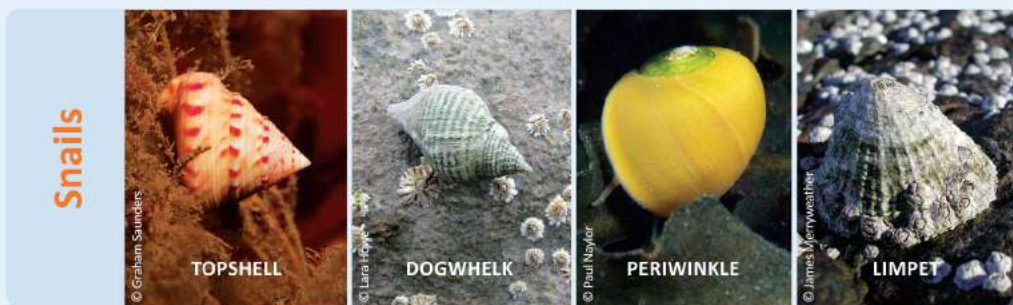 Snails
© Graham Saunders
TOPSHELL
© Lara Howe
DOGWHELK
© Paul Naylor
PERIWINKLE
© James Merryweather
LIMPET